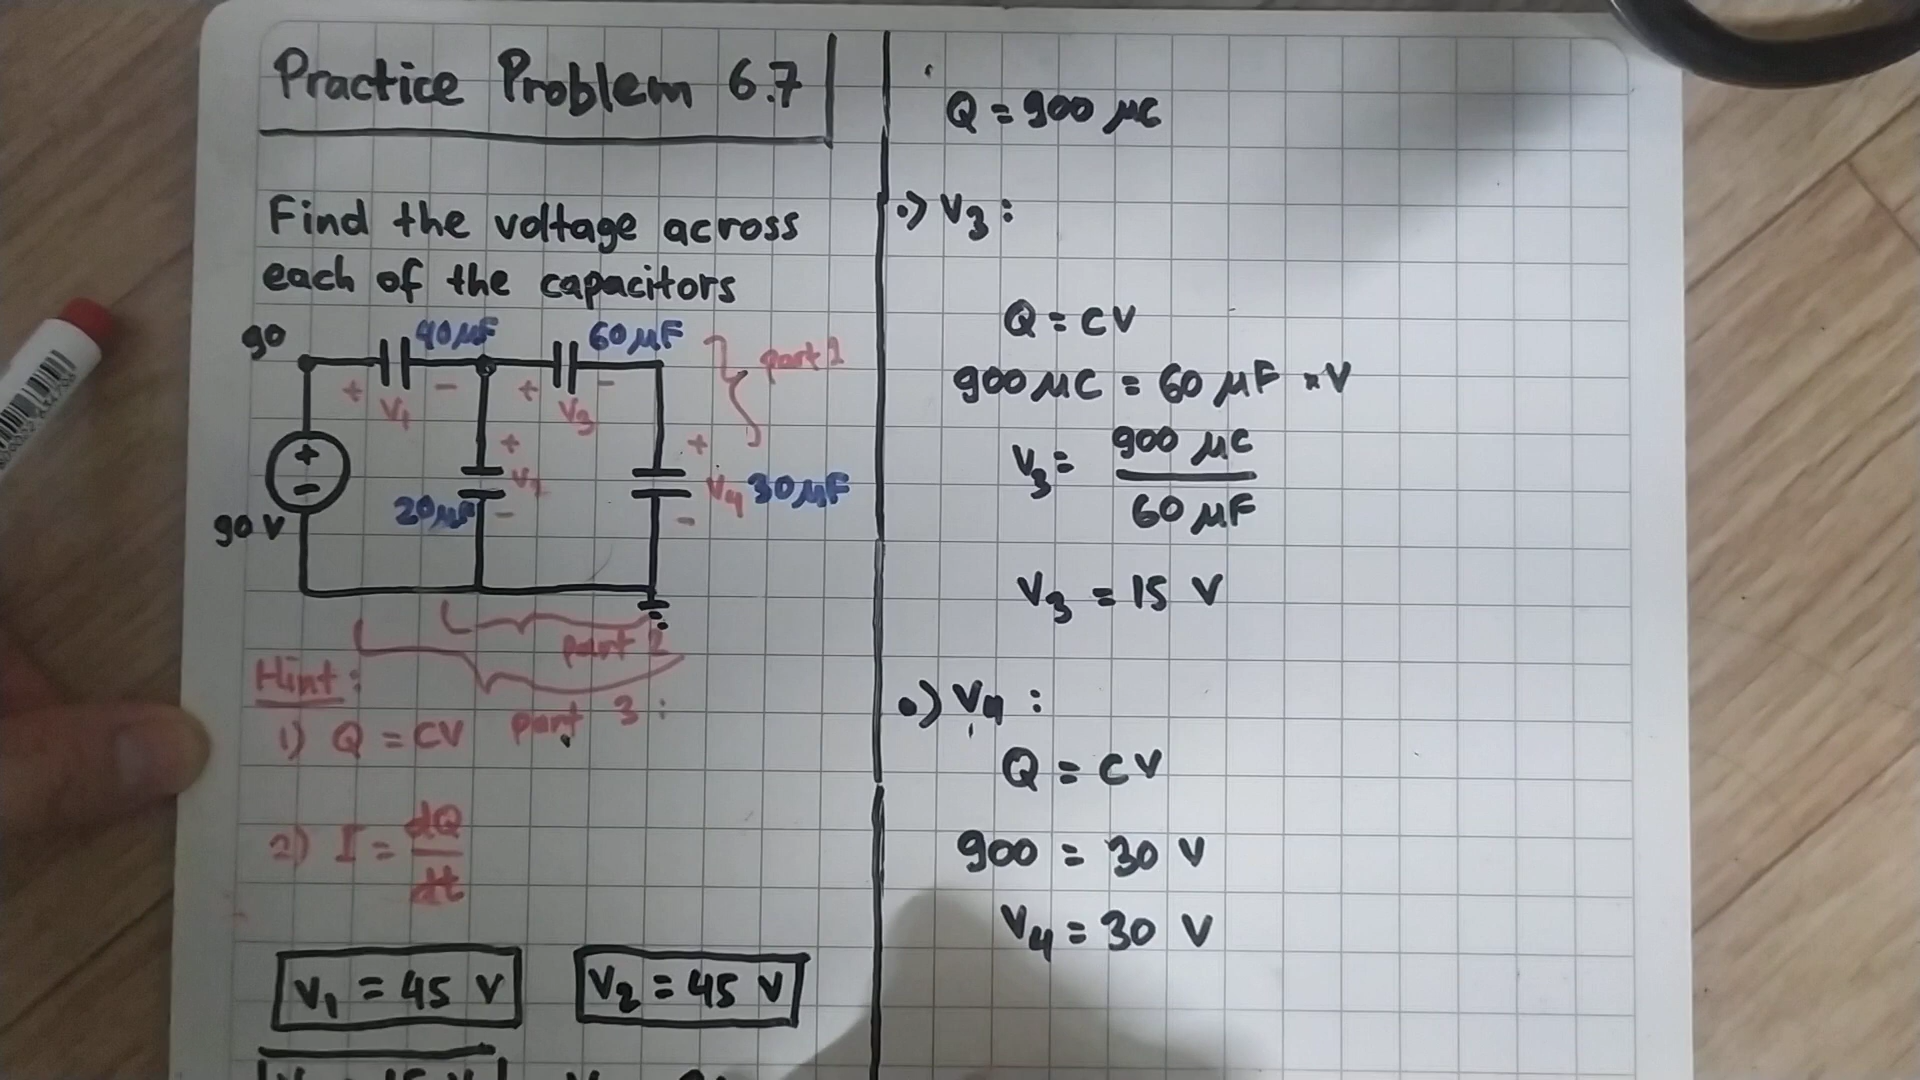 Practice Problem 6.7
Find the voltage across
each of the capacitors
90
40μF
60μF
part 1
+
-
+
-
V1
V3
+
-
+
V2
+
V4
30μF
20μF
-
-
90 V
part 2
part 3 :
Hint:
1) Q = CV
2) I = dQ
dt
V1 = 45 V
V2 = 45 V
Q = 900 μC
•) V3 :
Q = CV
900 μC = 60 μF × V
V3 = 900 μC
60 μF
V3 = 15 V
•) V4 :
Q = CV
900 = 30 V
V4 = 30 V